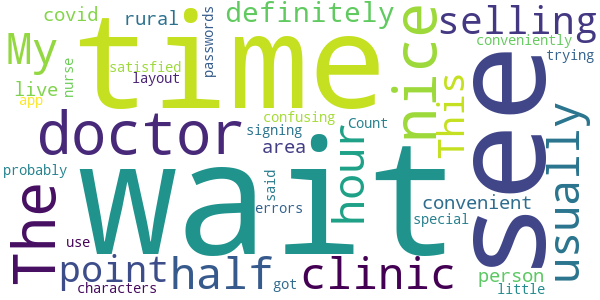 covid
rural
definitely
selling
My
time
passwords
nice
conveniently
trying
see
nurse
satisfied
layout
live
app
This
usually
doctor
confusing
signing
Count
area
hour
wait
The
probably
said
errors
convenient
special
use
point
half
got
clinic
person
little
characters